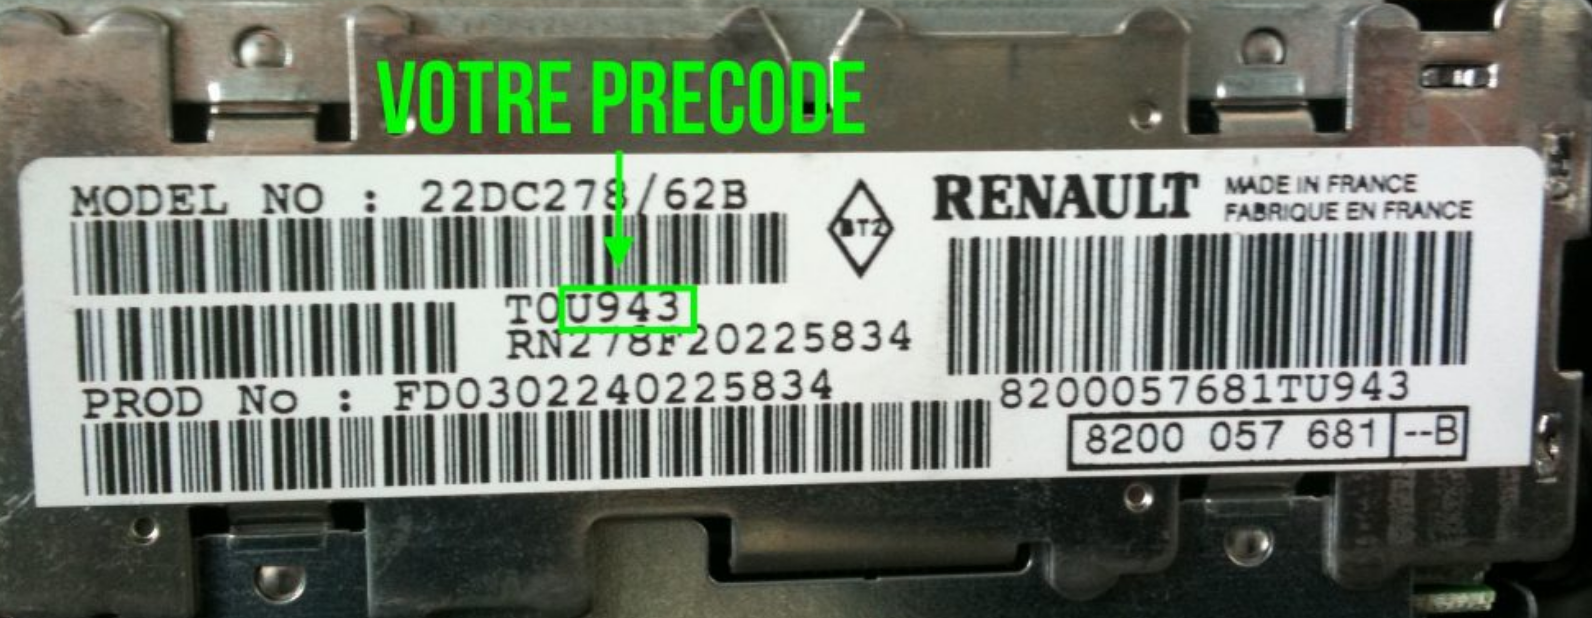 VOTRE PRECODE
MODEL NO : 22DC278/62B
BT2
RENAULT
MADE IN FRANCE
FABRIQUE EN FRANCE
T0U943
RN278F20225834
PROD No : FD0302240225834
8200057681TU943
8200 057 681 --B